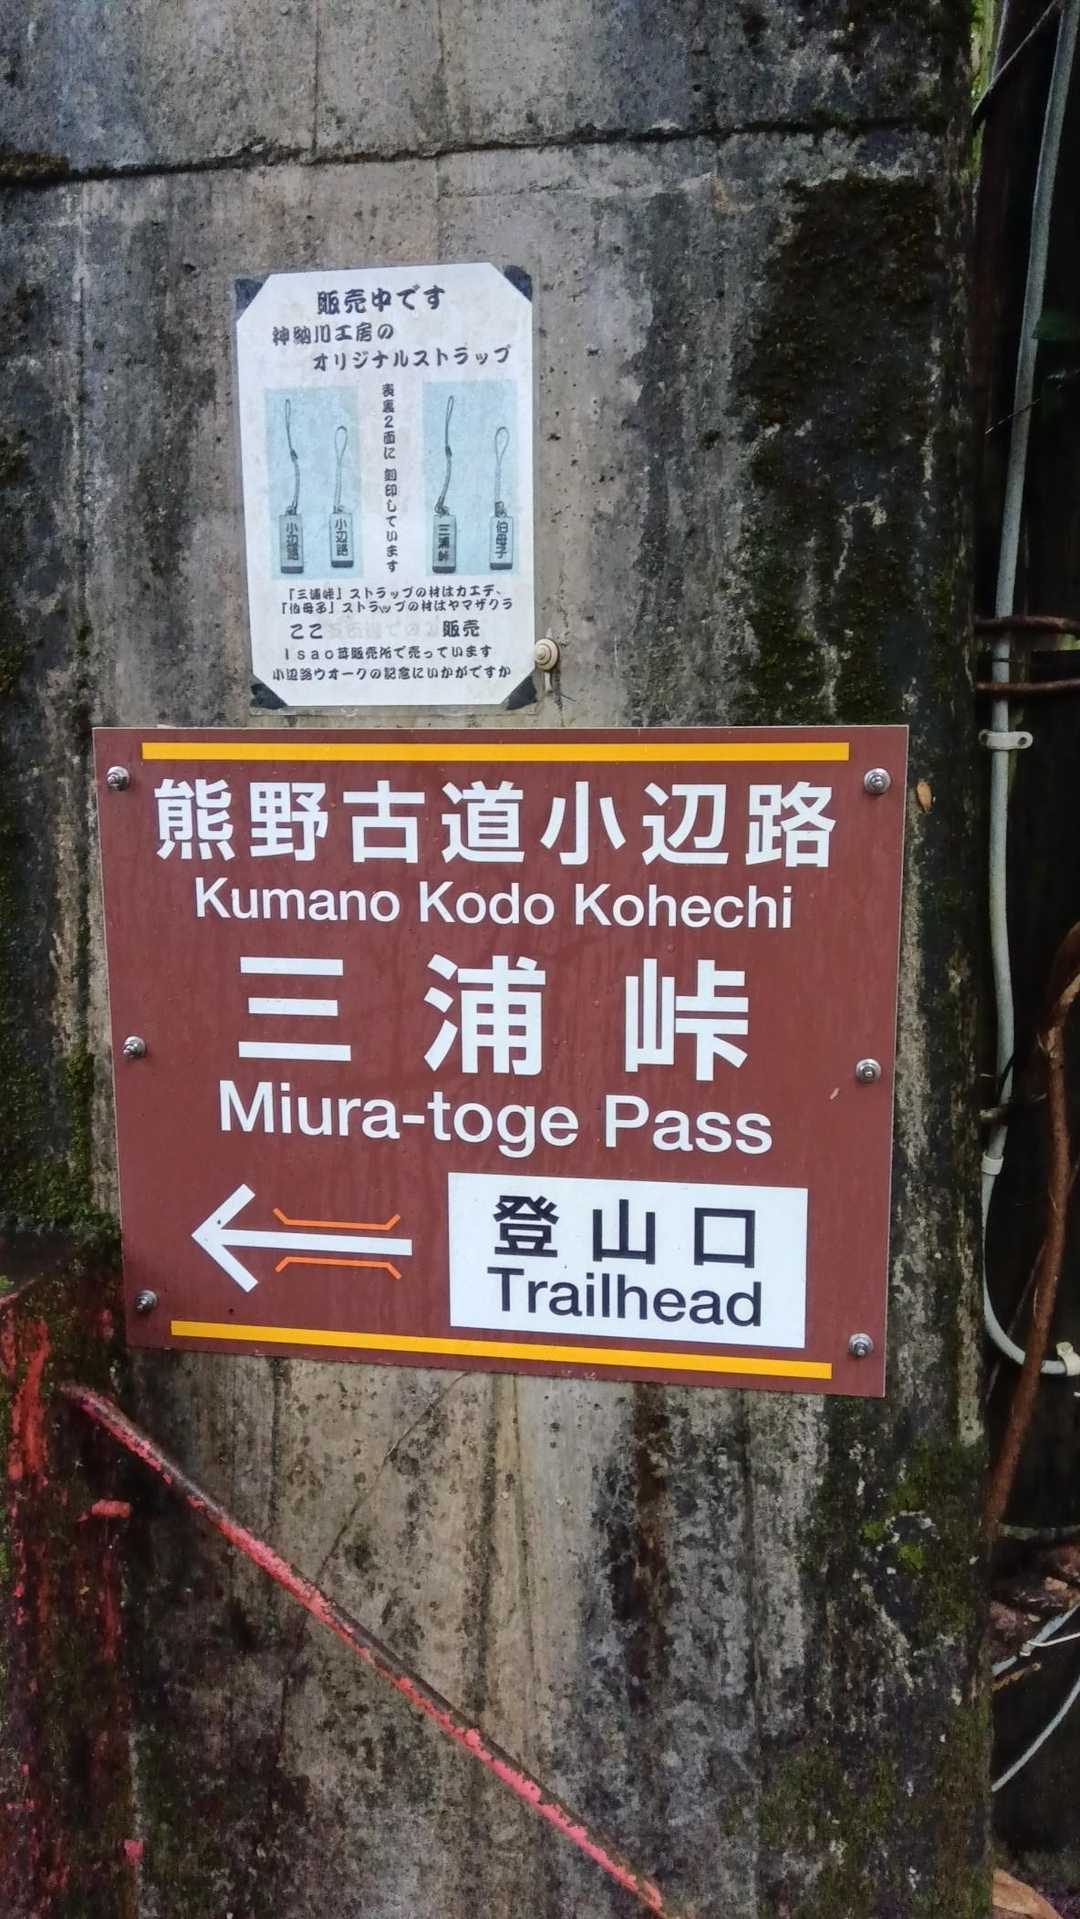 販売中です
神納川工房の
オリジナルストラップ
表裏2面に刻印しています
小辺路
小辺路
三浦峠
伯母子
「三浦峠」ストラップの材はカエデ、
「伯母子」ストラップの材はヤマザクラ
ここ 販売
Isao茸販売所で売っています
小辺路ウオークの記念にいかがですか
熊野古道小辺路
Kumano Kodo Kohechi
三浦峠
Miura-toge Pass
登山口
Trailhead